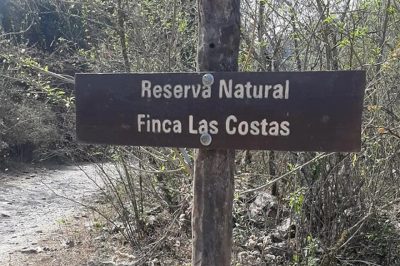 Reserva Natural
Finca Las Costas